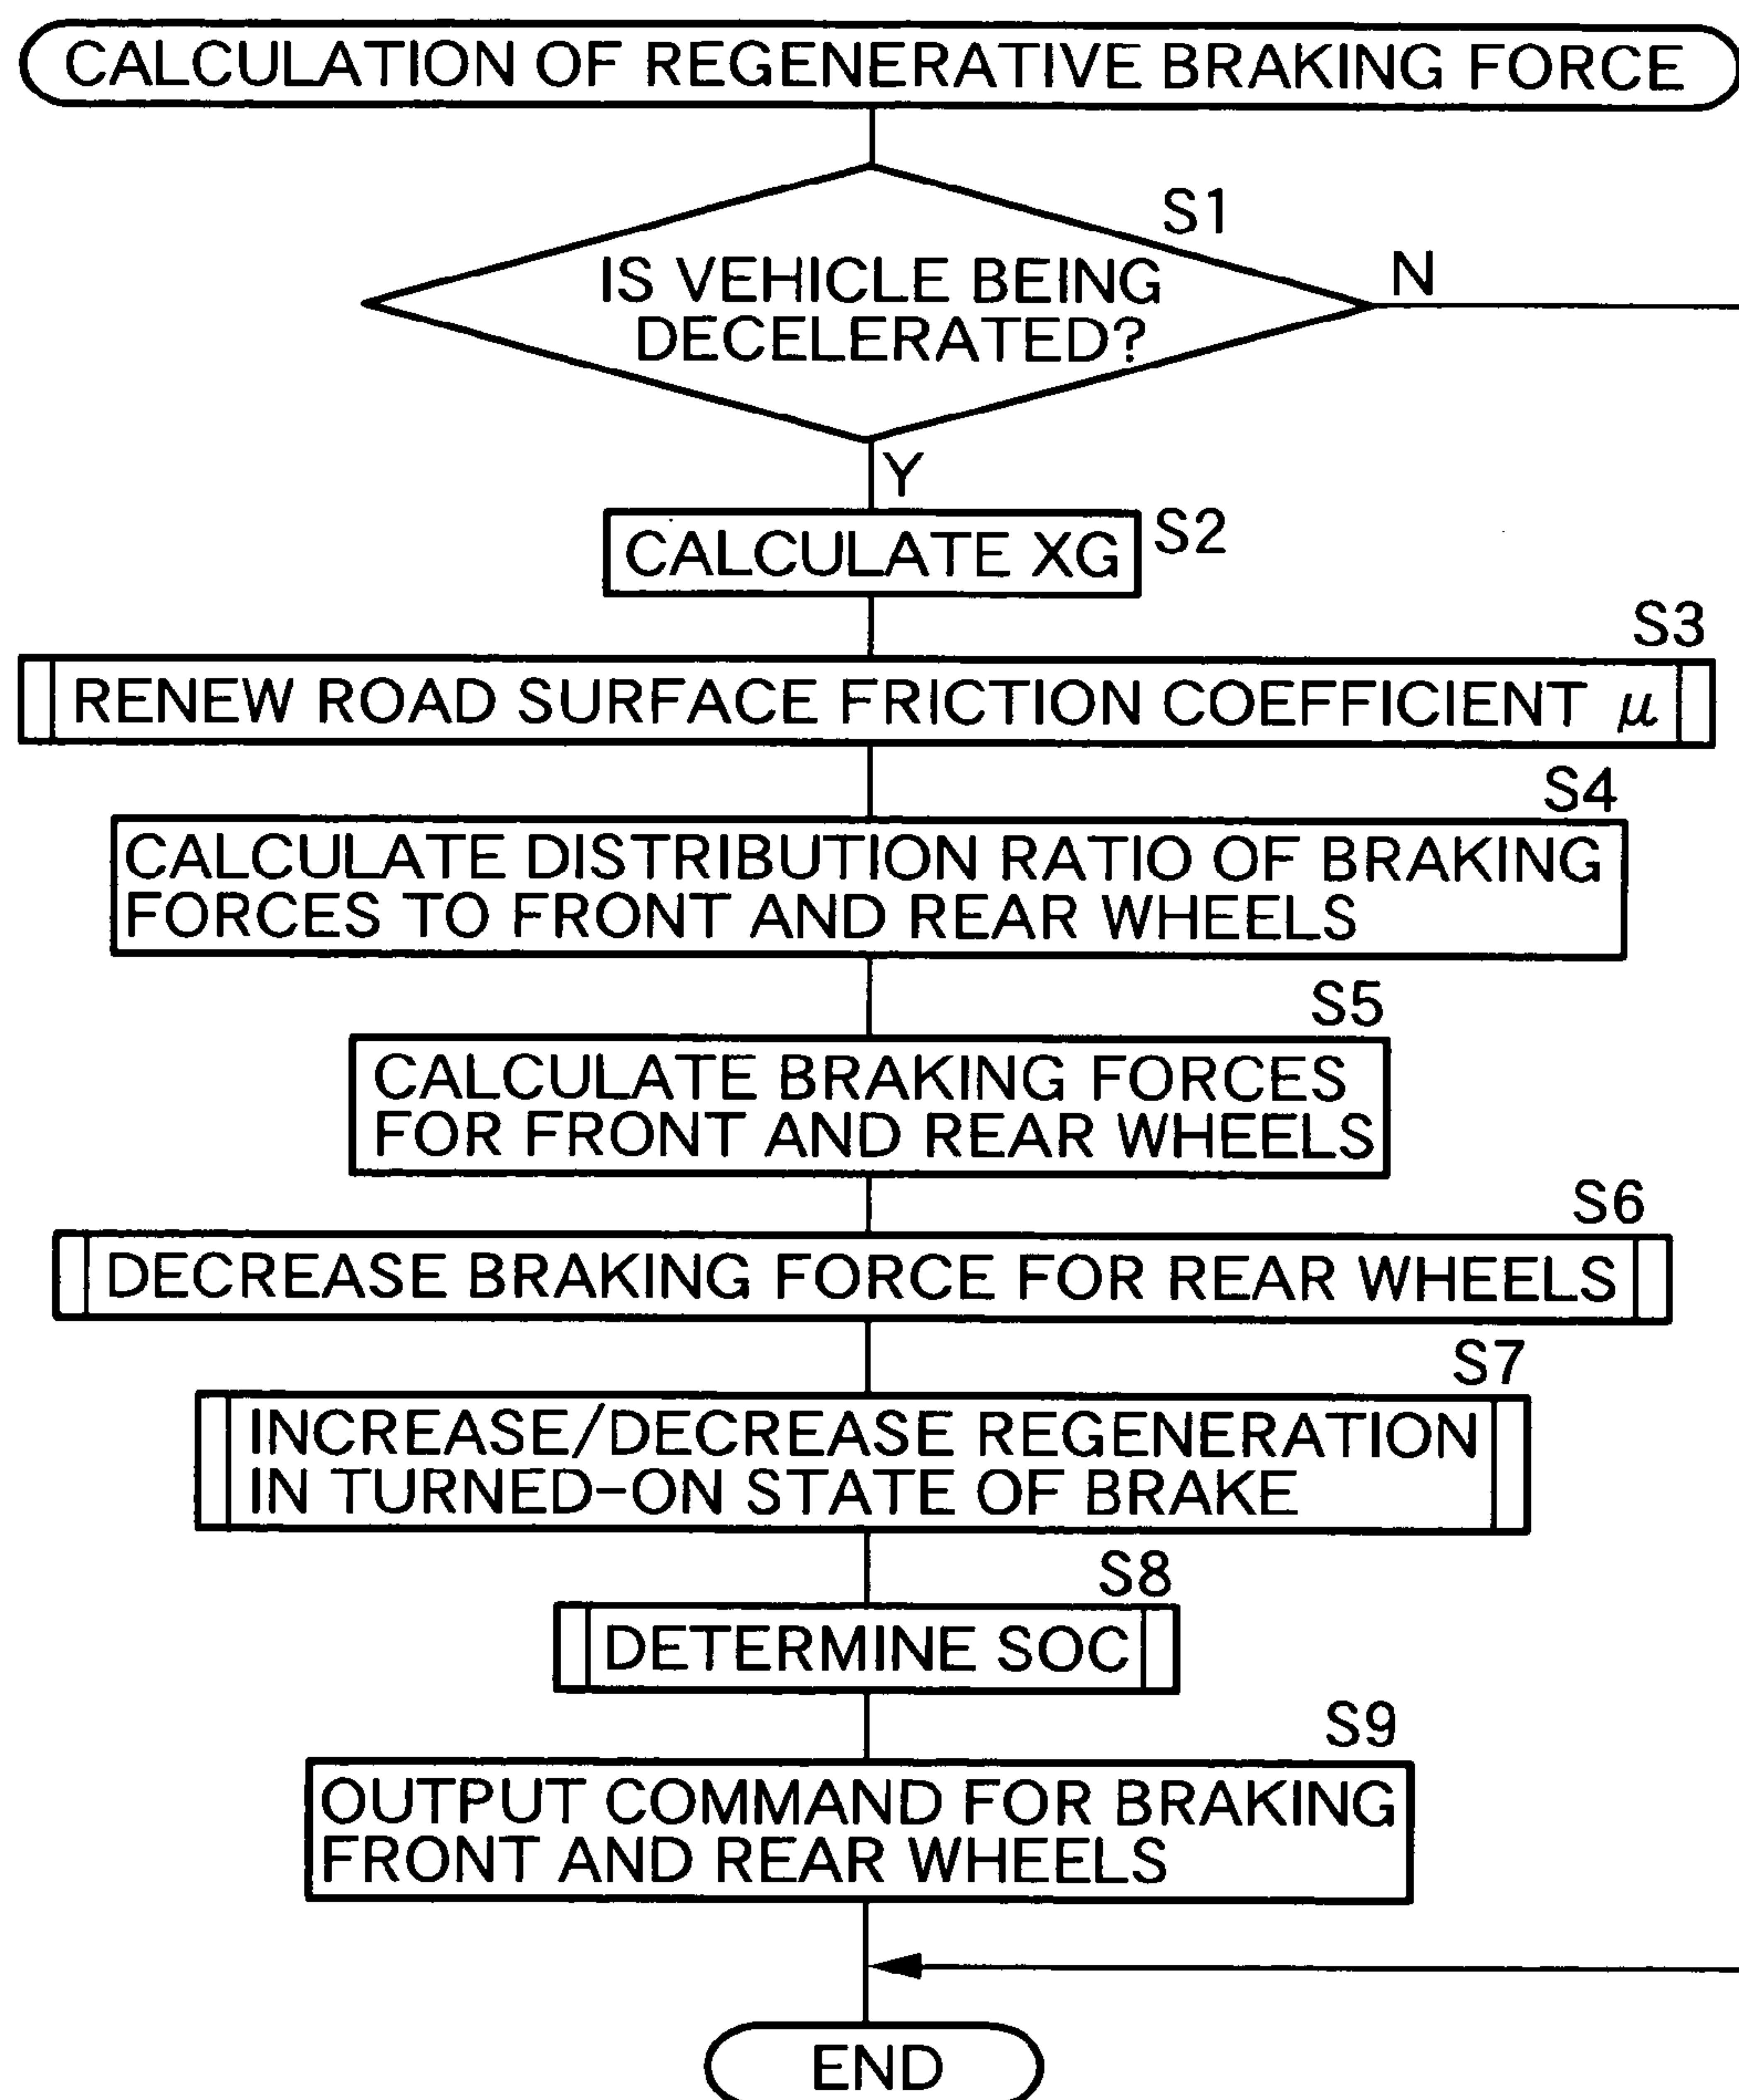 CALCULATION OF REGENERATIVE BRAKING FORCE
S1
IS VEHICLE BEING
DECELERATED?
N
Y
CALCULATE XG
S2
S3
RENEW ROAD SURFACE FRICTION COEFFICIENT μ
S4
CALCULATE DISTRIBUTION RATIO OF BRAKING
FORCES TO FRONT AND REAR WHEELS
S5
CALCULATE BRAKING FORCES
FOR FRONT AND REAR WHEELS
S6
DECREASE BRAKING FORCE FOR REAR WHEELS
S7
INCREASE/DECREASE REGENERATION
IN TURNED-ON STATE OF BRAKE
S8
DETERMINE SOC
S9
OUTPUT COMMAND FOR BRAKING
FRONT AND REAR WHEELS
END